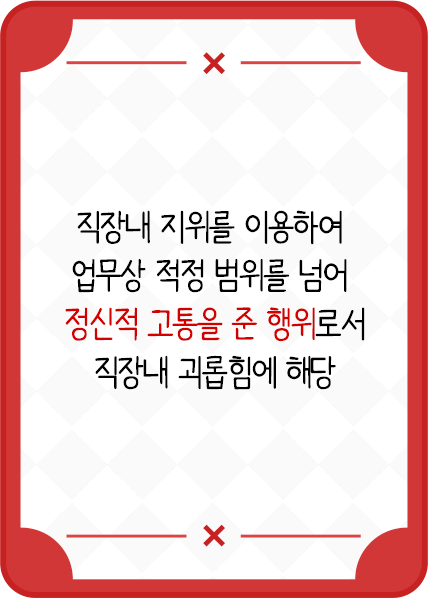 직장내 지위를 이용하여
업무상 적정 범위를 넘어
정신적 고통을 준 행위로서
직장내 괴롭힘에 해당